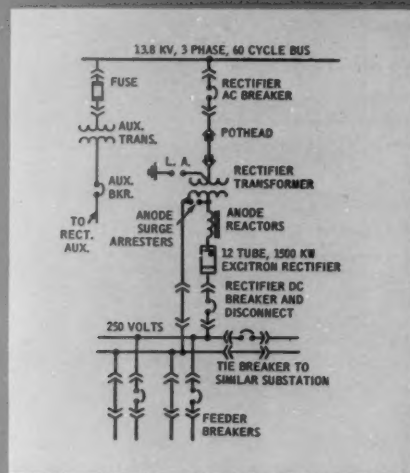 13.8 KV, 3 PHASE, 60 CYCLE BUS
FUSE
RECTIFIER
AC BREAKER
AUX.
TRANS.
POTHEAD
L. A.
RECTIFIER
TRANSFORMER
AUX.
BKR.
TO
RECT.
AUX.
ANODE
SURGE
ARRESTERS
ANODE
REACTORS
12 TUBE, 1500 KW
EXCITRON RECTIFIER
RECTIFIER DC
BREAKER AND
DISCONNECT
250 VOLTS
TIE BREAKER TO
SIMILAR SUBSTATION
FEEDER
BREAKERS